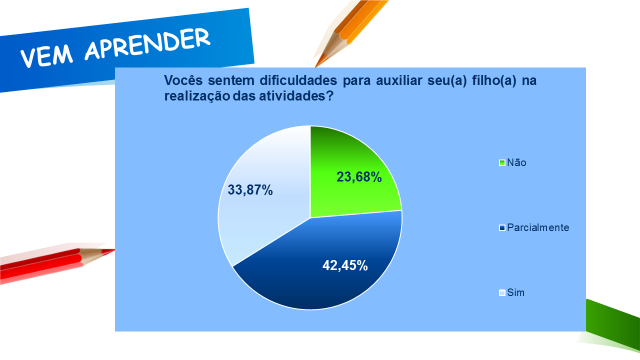 VEM APRENDER
Vocês sentem dificuldades para auxiliar seu(a) filho(a) na
realização das atividades?
23,68%
33,87%
42,45%
Não
Parcialmente
Sim